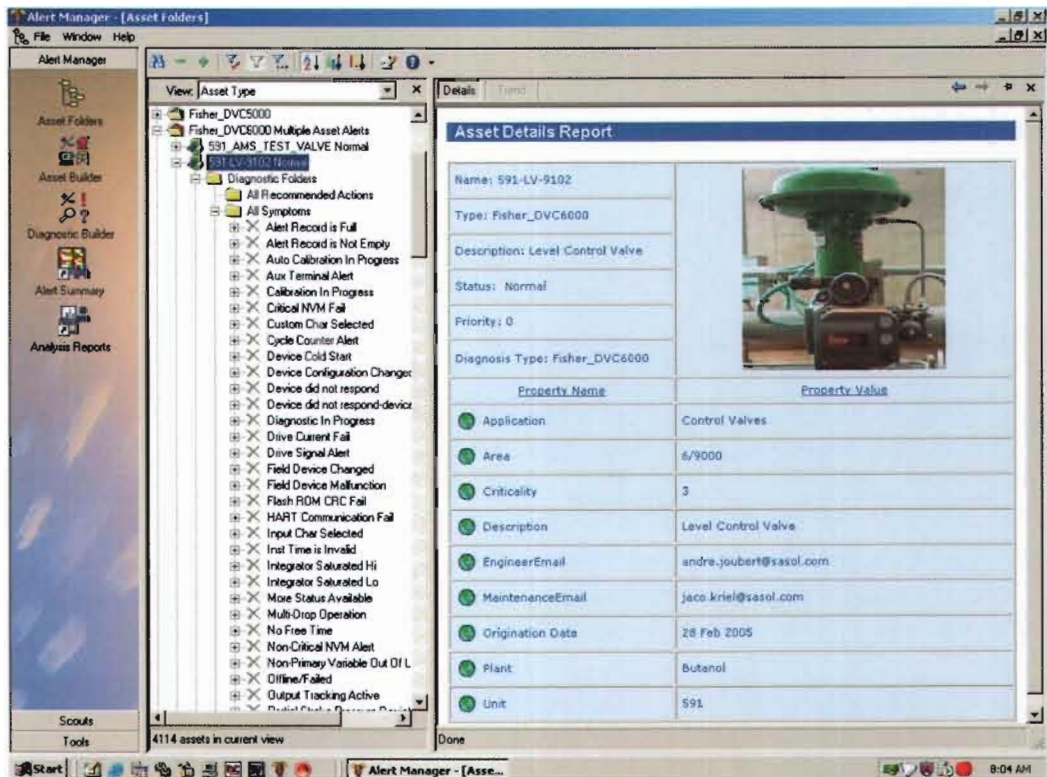 Alert Manager - [Asset Folders]
File Window Help
Alert Manager
Asset Folders
Asset Builder
Diagnostic Builder
Alert Summary
Analysis Reports
Scouts
Tools
View: Asset Type
Fisher_DVC5000
Fisher_DVC6000 Multiple Asset Alerts
591_AMS_TEST_VALVE Normal
591-LV-9102 Normal
Diagnostic Folders
All Recommended Actions
All Symptoms
Alert Record is Full
Alert Record is Not Empty
Auto Calibration In Progress
Aux Terminal Alert
Calibration In Progress
Critical NVM Fail
Custom Char Selected
Cycle Counter Alert
Device Cold Start
Device Configuration Changed
Device did not respond
Device did not respond-device
Diagnostic In Progress
Drive Current Fail
Drive Signal Alert
Field Device Changed
Field Device Malfunction
Flash ROM CRC Fail
HART Communication Fail
Input Char Selected
Inst Time is Invalid
Integrator Saturated Hi
Integrator Saturated Lo
More Status Available
Multi-Drop Operation
No Free Time
Non-Critical NVM Alert
Non-Primary Variable Out Of L
Offline/Failed
Output Tracking Active
4114 assets in current view
Details Trend
Asset Details Report
Name: 591-LV-9102
Type: Fisher_DVC6000
Description: Level Control Valve
Status: Normal
Priority: 0
Diagnosis Type: Fisher_DVC6000
Property Name Property Value
Application Control Valves
Area 6/9000
Criticality 3
Description Level Control Valve
EngineerEmail andre.joubert@sasol.com
MaintenanceEmail jaco.kriel@sasol.com
Origination Date 28 Feb 2005
Plant Butanol
Unit 591
Done
Start
Alert Manager - [Asse...
8:04 AM